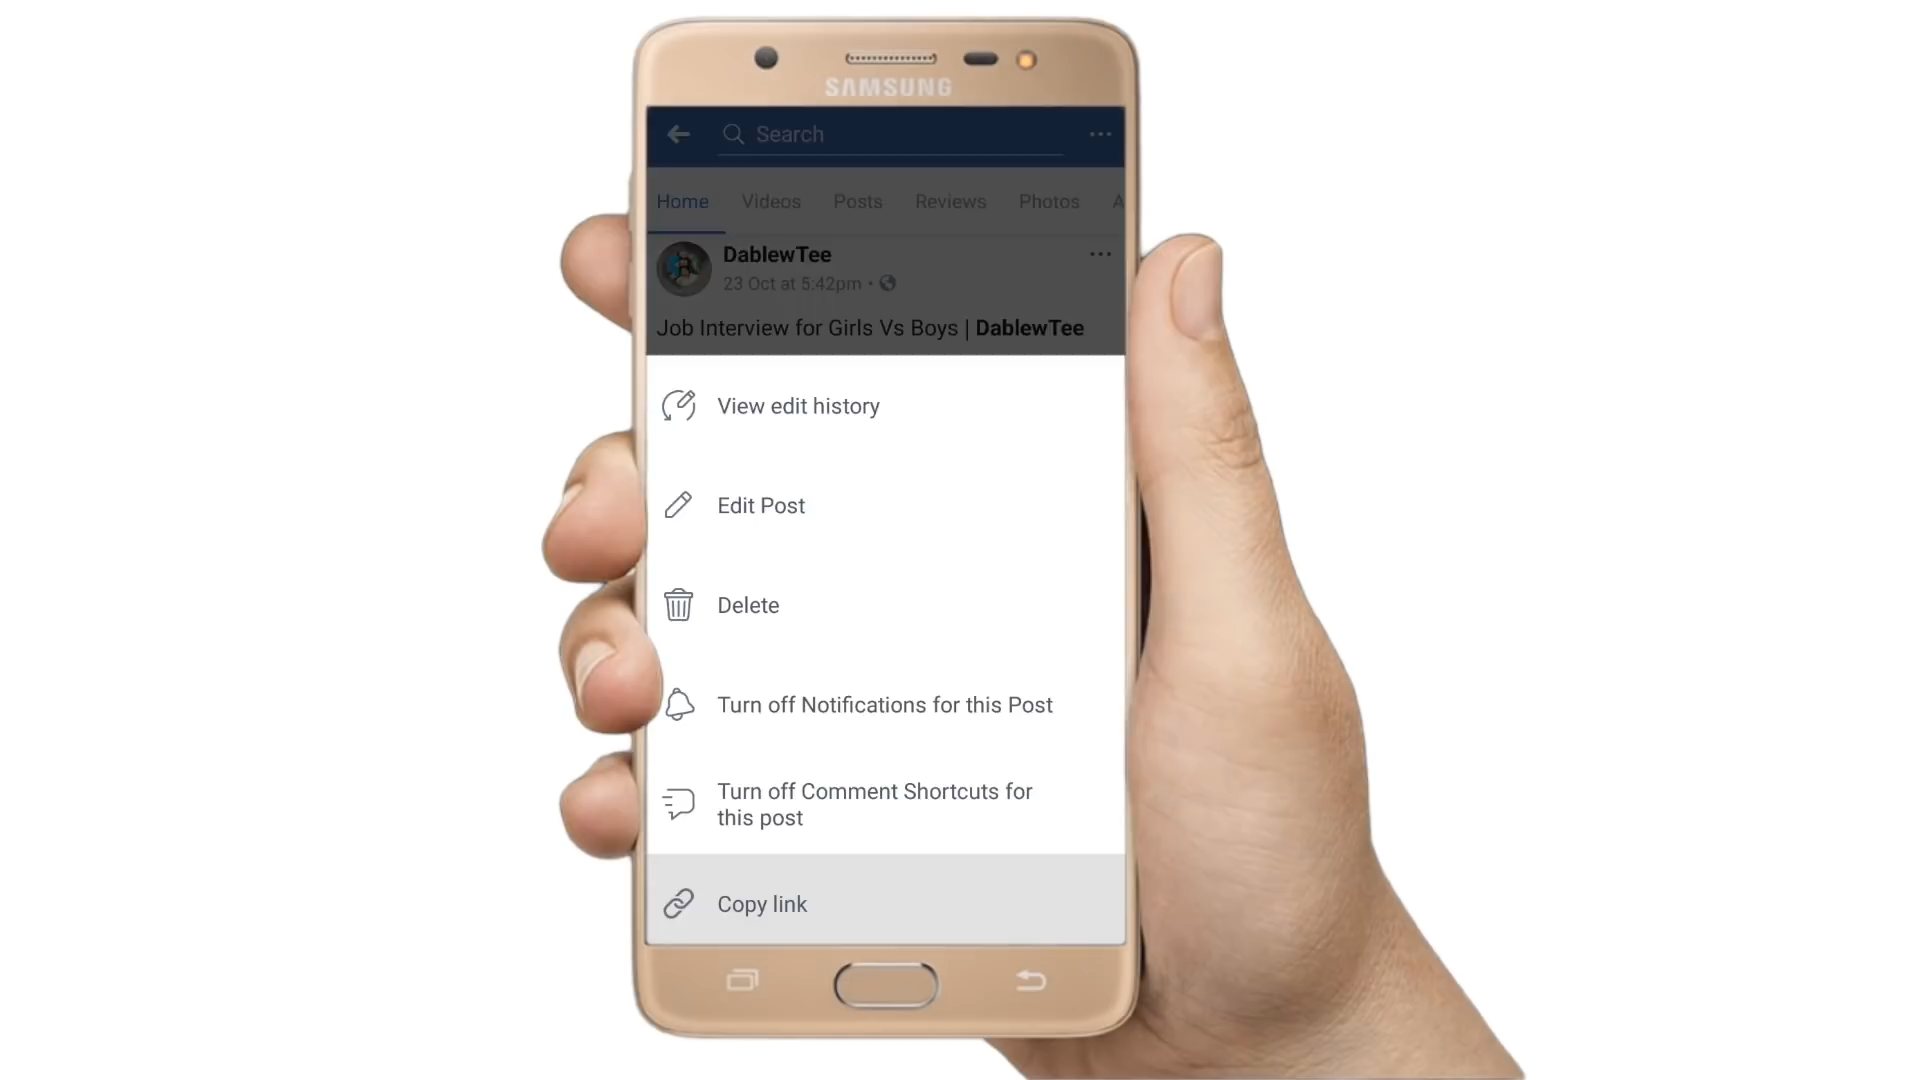 SAMSUNG
Search
Home Videos Posts Reviews Photos A
DablewTee
23 Oct at 5:42pm
Job Interview for Girls Vs Boys | DablewTee
View edit history
Edit Post
Delete
Turn off Notifications for this Post
Turn off Comment Shortcuts for
this post
Copy link